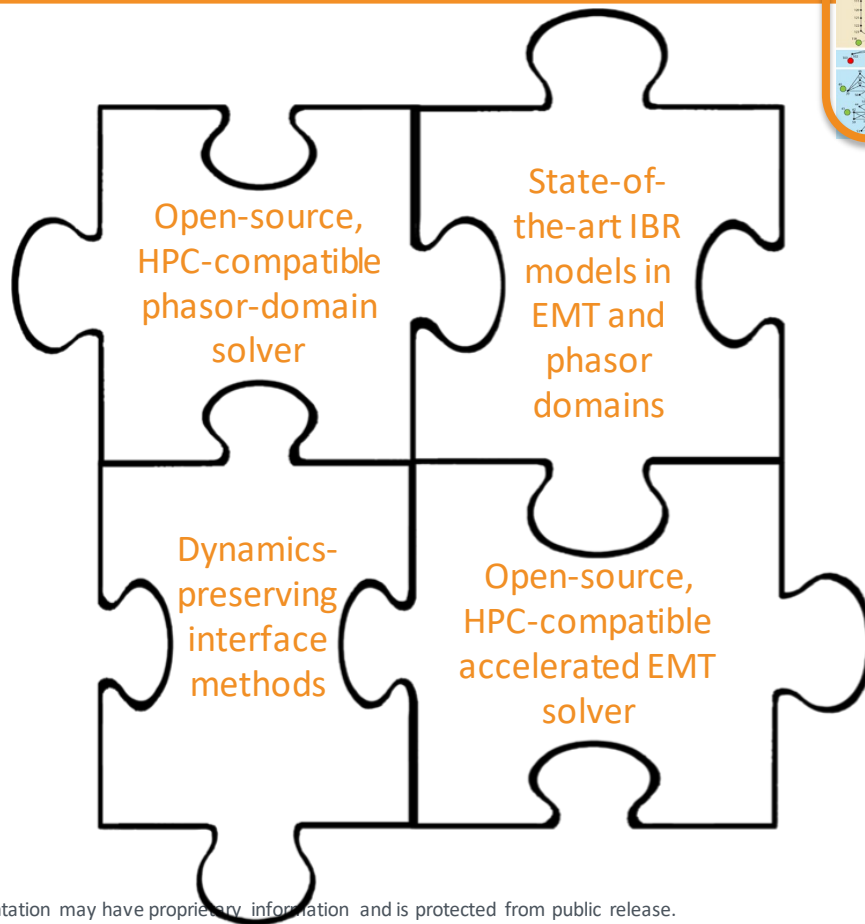 Open-source,
HPC-compatible
phasor-domain
solver
State-of-
the-art IBR
models in
EMT and
phasor
domains
Dynamics-
preserving
interface
methods
Open-source,
HPC-compatible
accelerated EMT
solver
tation may have proprietary information and is protected from public release.